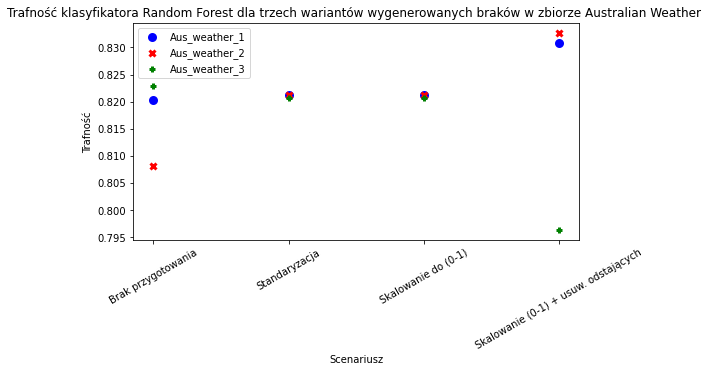 Trafność klasyfikatora Random Forest dla trzech wariantów wygenerowanych braków w zbiorze Australian Weather
Aus_weather_1
Aus_weather_2
Aus_weather_3
Trafność
0.830
0.825
0.820
0.815
0.810
0.805
0.800
0.795
Brak przygotowania
Standaryzacja
Skalowanie do (0-1)
Skalowanie (0-1) + usuw. odstających
Scenariusz